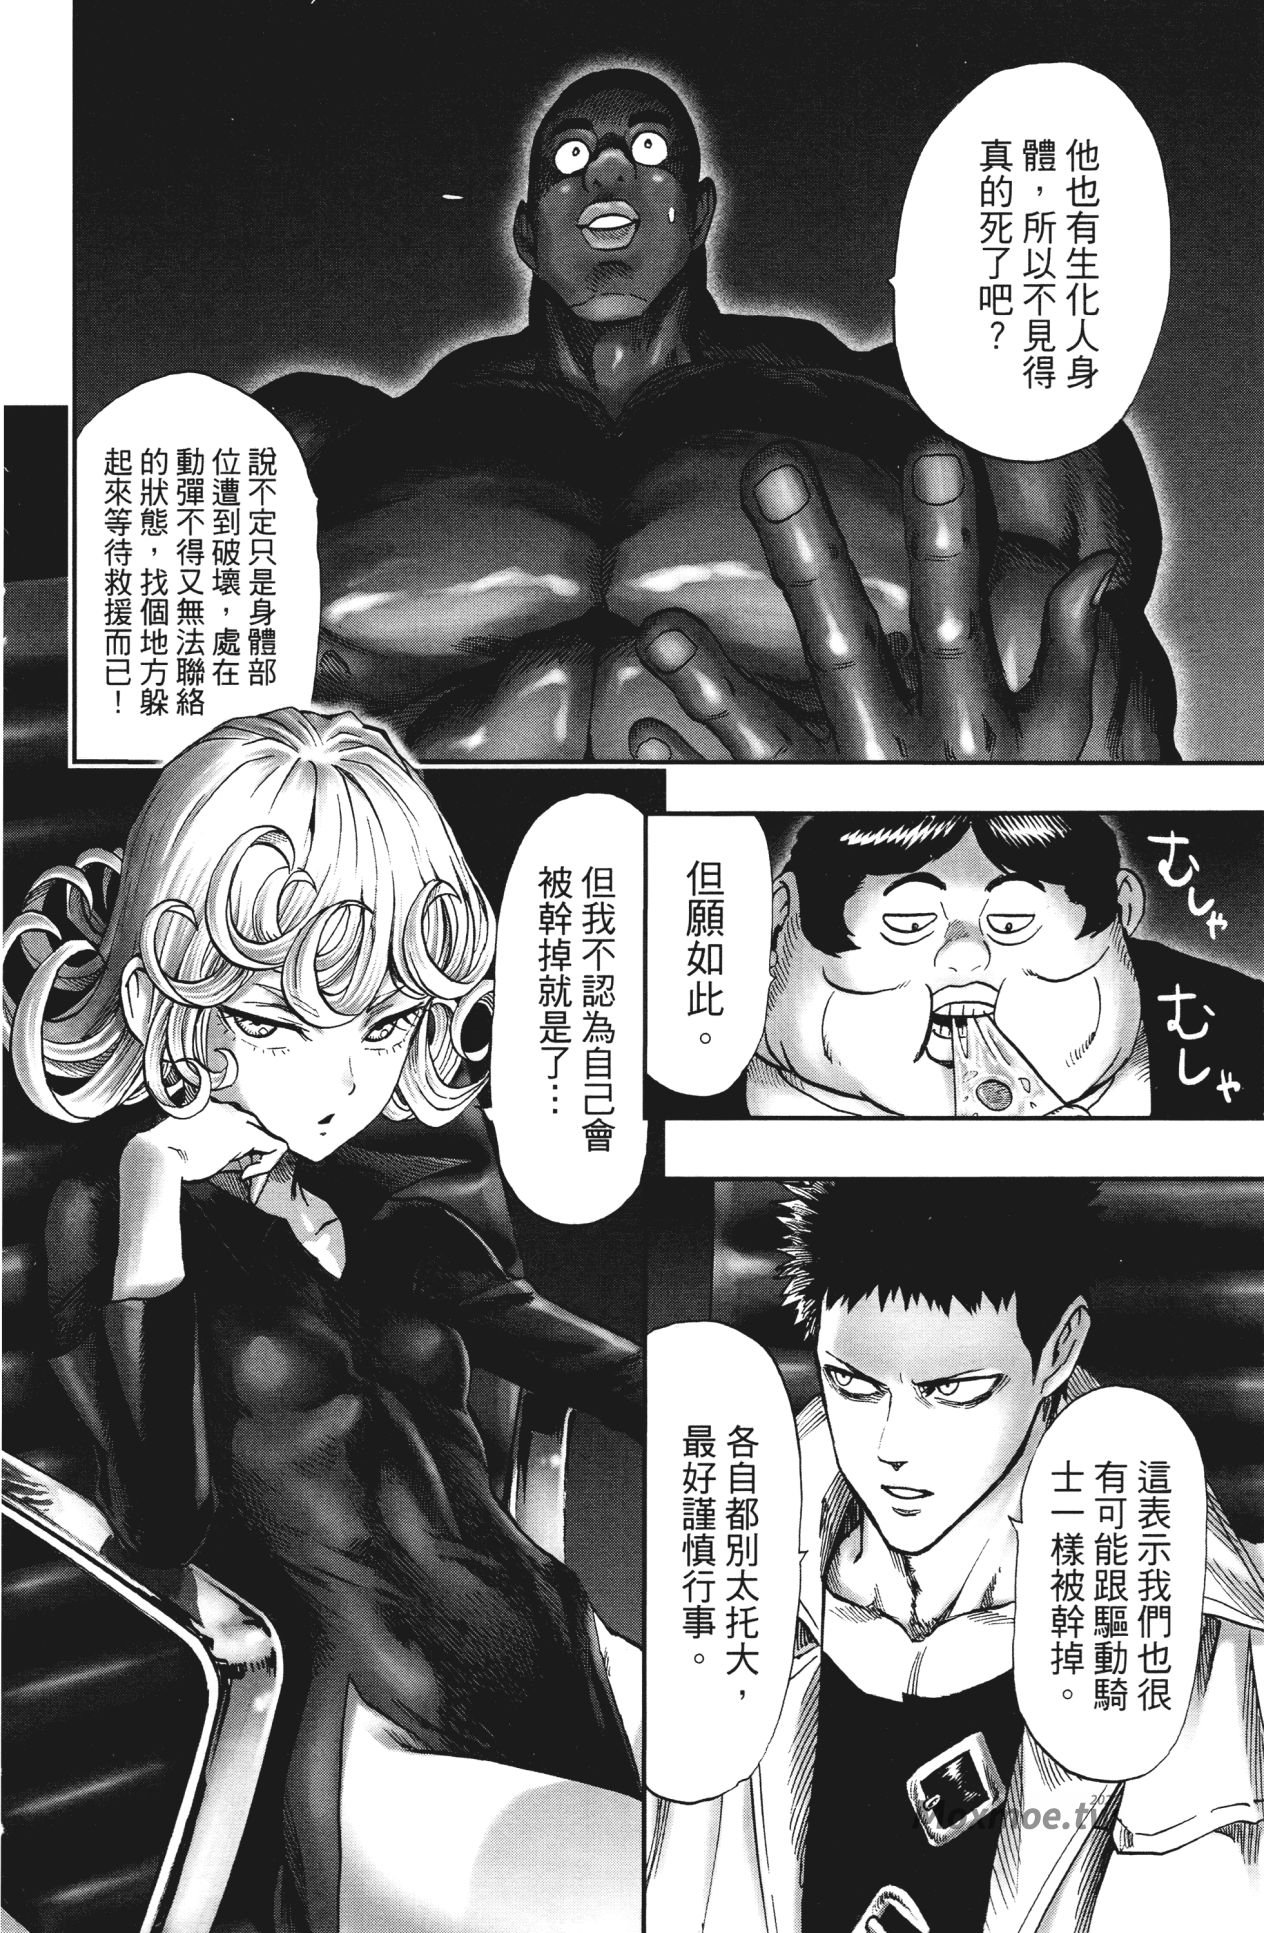 他也有生化人身
體，所以不見得
真的死了吧？
說不定只是身體部
位遭到破壞，處在
動彈不得又無法聯絡
的狀態，找個地方躲
起來等待救援而已！
むしゃ
むしゃ
但願如此。
但我不認為自己會
被幹掉就是了…
這表示我們也很
有可能跟驅動騎
士一樣被幹掉。
各自都別太托大，
最好謹慎行事。
Moxmoe.tv